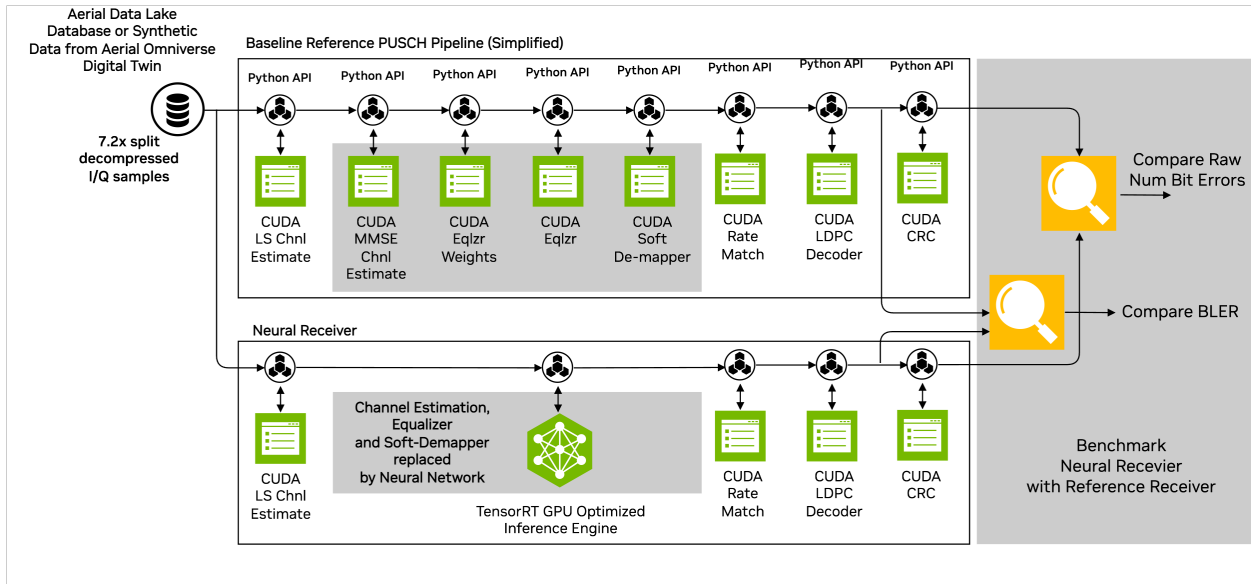 Aerial Data Lake
Database or Synthetic
Data from Aerial Omniverse
Digital Twin
7.2x split
decompressed
I/Q samples
Baseline Reference PUSCH Pipeline (Simplified)
Python API
Python API
Python API
Python API
Python API
Python API
Python API
Python API
CUDA
LS Chnl
Estimate
CUDA
MMSE
Chnl
Estimate
CUDA
Eqlzr
Weights
CUDA
Eqlzr
CUDA
Soft
De-mapper
CUDA
Rate
Match
CUDA
LDPC
Decoder
CUDA
CRC
Compare Raw
Num Bit Errors
Compare BLER
Neural Receiver
CUDA
LS Chnl
Estimate
Channel Estimation,
Equalizer
and Soft-Demapper
replaced
by Neural Network
TensorRT GPU Optimized
Inference Engine
CUDA
Rate
Match
CUDA
LDPC
Decoder
CUDA
CRC
Benchmark
Neural Recevier
with Reference Receiver